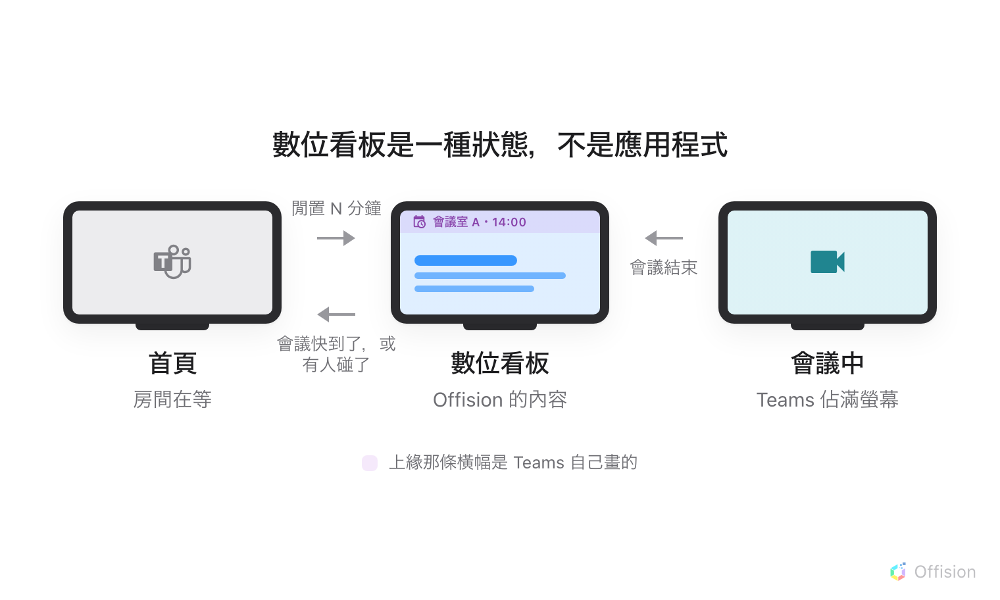 數位看板是一種狀態，不是應用程式
閒置 N 分鐘
會議室 A・14:00
會議結束
會議快到了，或
有人碰了
首頁
房間在等
數位看板
Offision 的內容
會議中
Teams 佔滿螢幕
上緣那條橫幅是 Teams 自己畫的
Offision